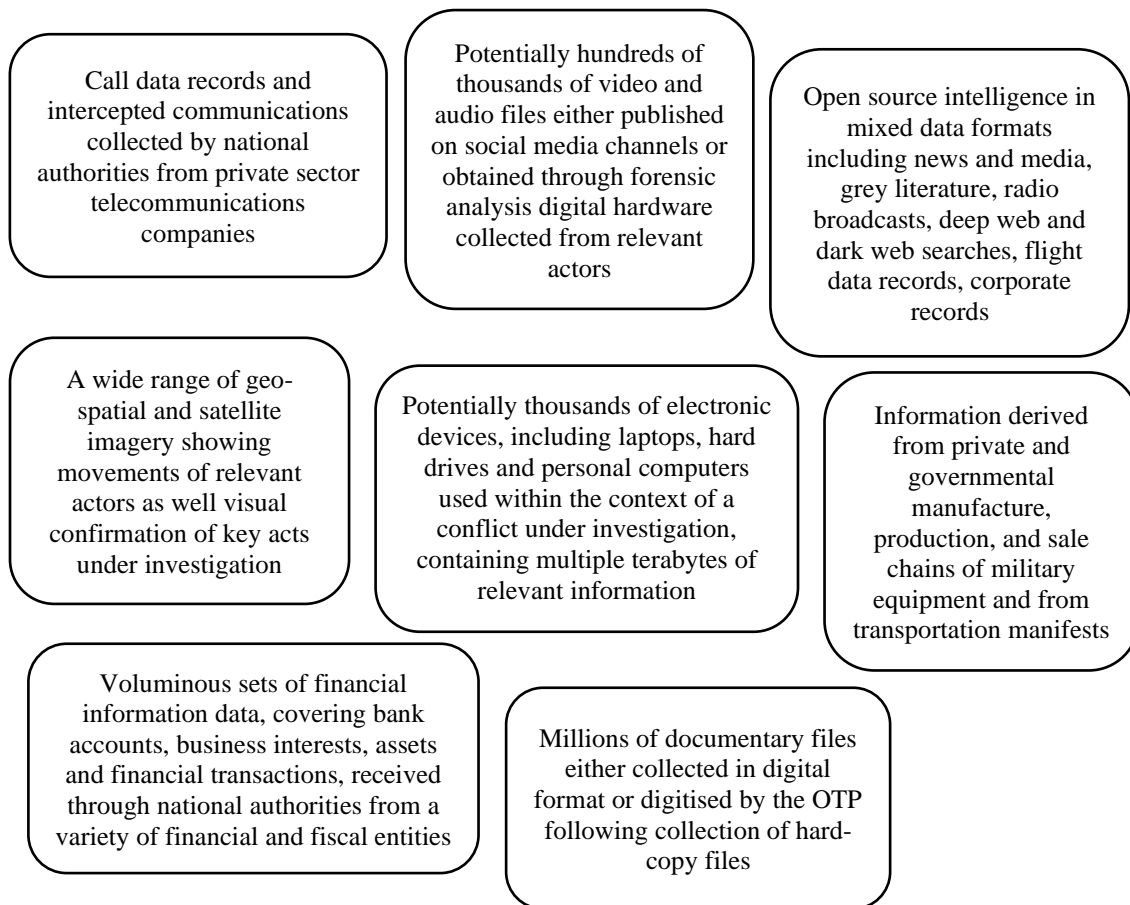 Call data records and
intercepted communications
collected by national
authorities from private sector
telecommunications
companies
Potentially hundreds of
thousands of video and
audio files either published
on social media channels or
obtained through forensic
analysis digital hardware
collected from relevant
actors
Open source intelligence in
mixed data formats
including news and media,
grey literature, radio
broadcasts, deep web and
dark web searches, flight
data records, corporate
records
A wide range of geo-
spatial and satellite
imagery showing
movements of relevant
actors as well visual
confirmation of key acts
under investigation
Potentially thousands of electronic
devices, including laptops, hard
drives and personal computers
used within the context of a
conflict under investigation,
containing multiple terabytes of
relevant information
Information derived
from private and
governmental
manufacture,
production, and sale
chains of military
equipment and from
transportation manifests
Voluminous sets of financial
information data, covering bank
accounts, business interests, assets
and financial transactions, received
through national authorities from a
variety of financial and fiscal entities
Millions of documentary files
either collected in digital
format or digitised by the OTP
following collection of hard-
copy files